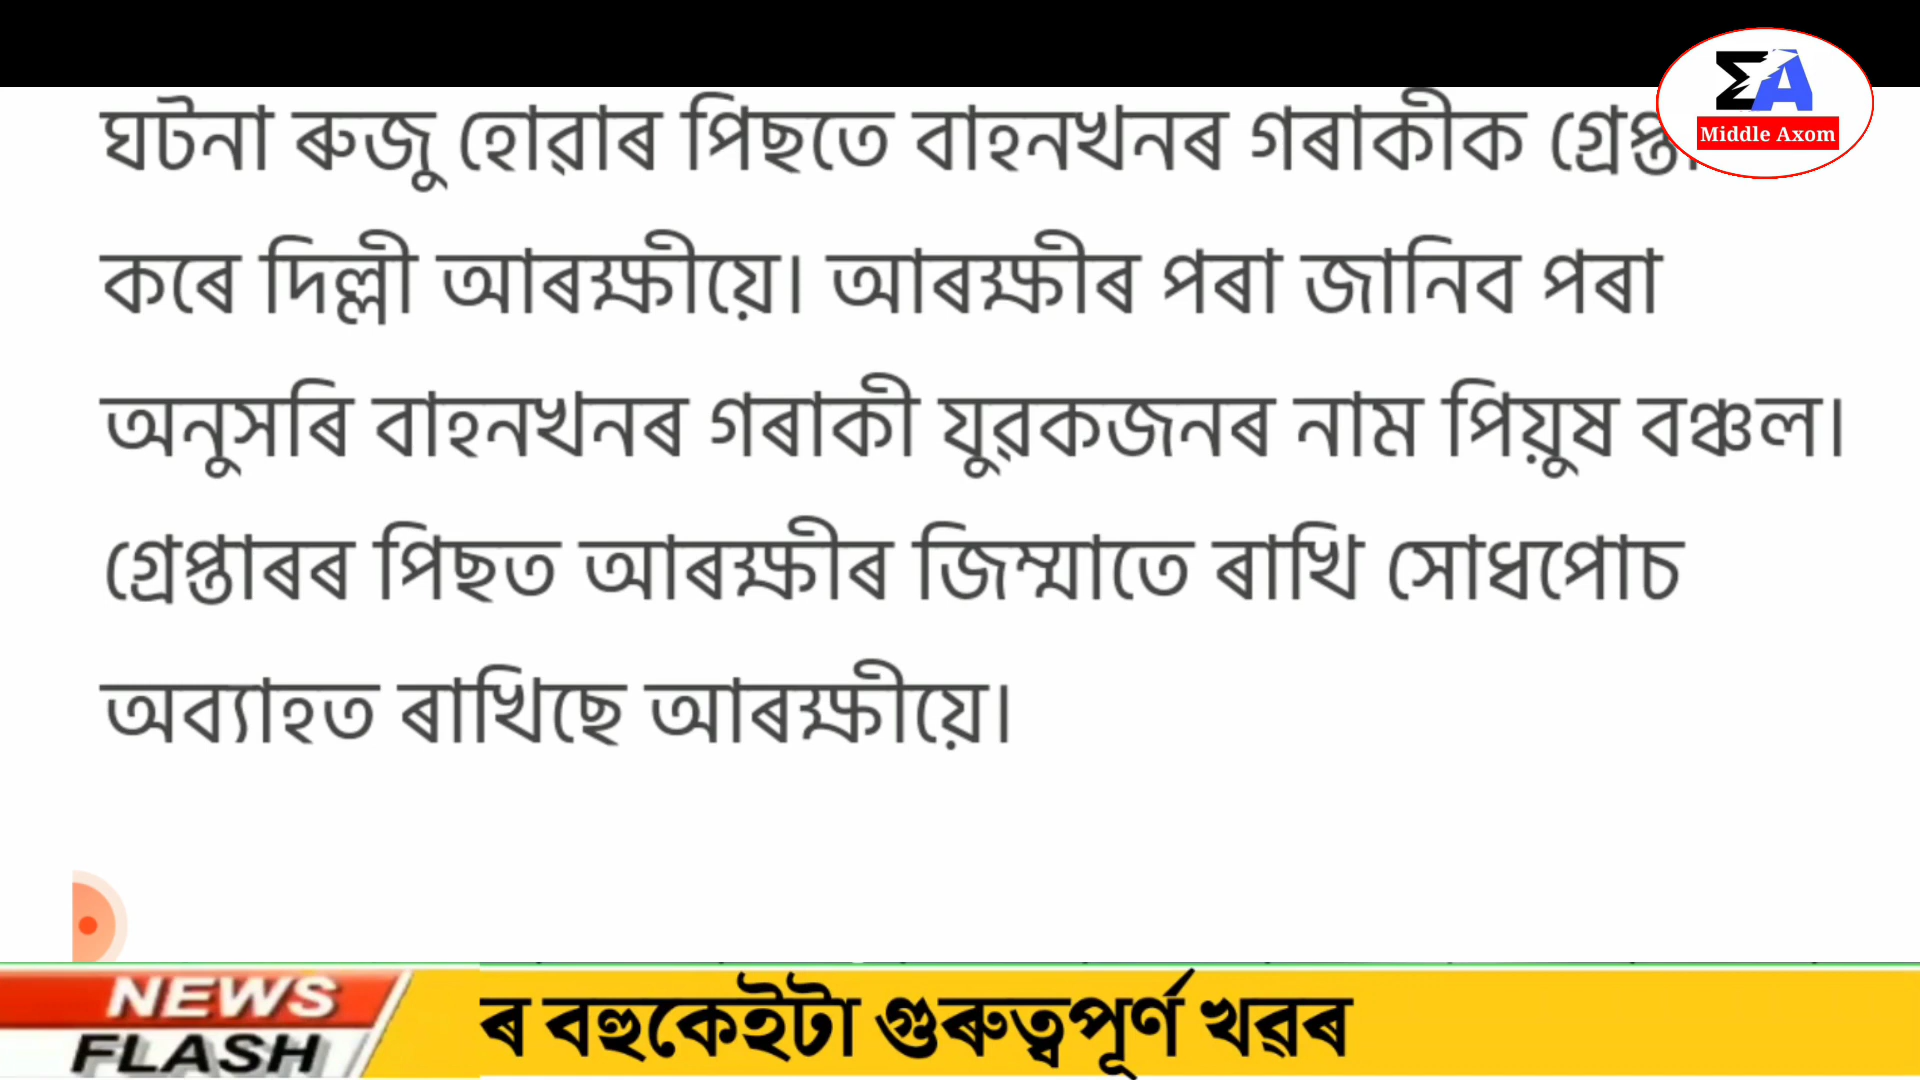 ঘটনা ৰুজু হোৱাৰ পিছতে বাহনখনৰ গৰাকীক
Middle Axom
কৰে দিল্লী আৰক্ষীয়ে। আৰক্ষীৰ পৰা জানিব পৰা
অনুসৰি বাহনখনৰ গৰাকী যুৱকজনৰ নাম পিয়ুষ বঞ্চল।
গ্ৰেপ্তাৰৰ পিছত আৰক্ষীৰ জিম্মাতে ৰাখি সোধপোচ
অব্যাহত ৰাখিছে আৰক্ষীয়ে।
NEWS
FLASH
ৰ বহুকেইটা গুৰুত্বপূৰ্ণ খৱৰ